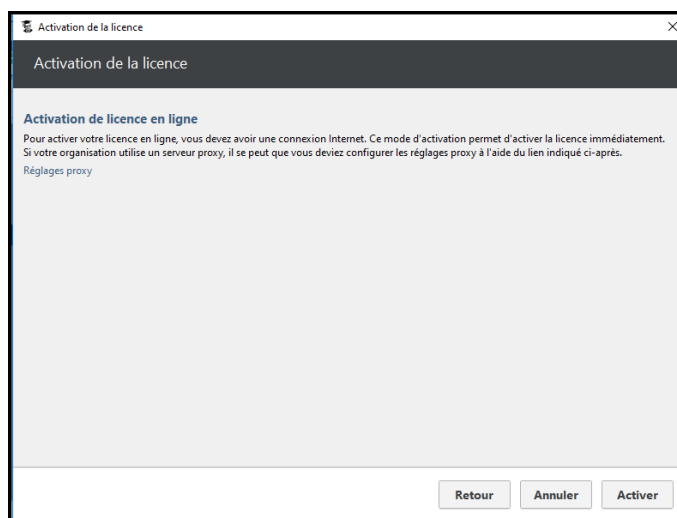 Activation de la licence
Activation de la licence
Activation de licence en ligne
Pour activer votre licence en ligne, vous devez avoir une connexion Internet. Ce mode d'activation permet d'activer la licence immédiatement.
Si votre organisation utilise un serveur proxy, il se peut que vous deviez configurer les réglages proxy à l'aide du lien indiqué ci-après.
Réglages proxy
Retour Annuler Activer